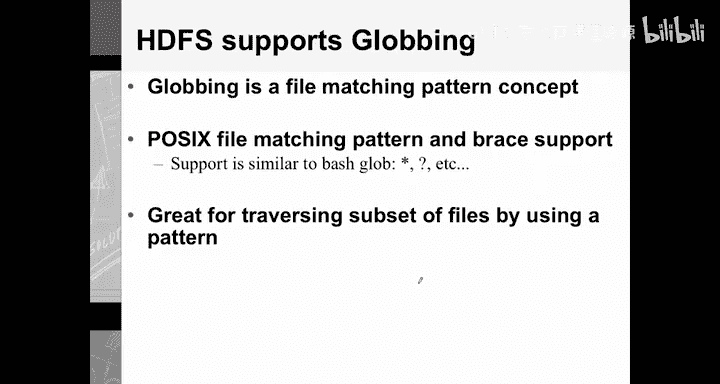 HDFS supports Globbing
bilibili
• Globbing is a file matching pattern concept
• POSIX file matching pattern and brace support
– Support is similar to bash glob: *, ?, etc...
• Great for traversing subset of files by using a
pattern